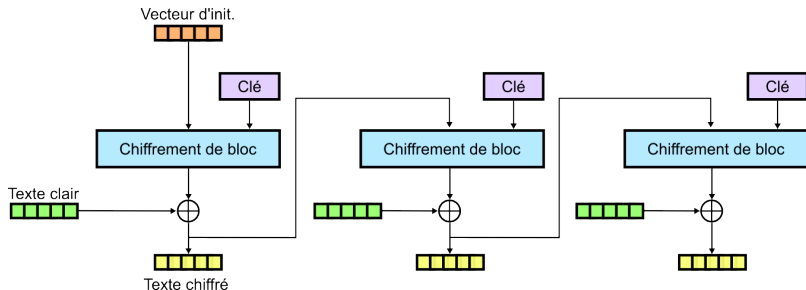 Vecteur d'init.
Clé
Clé
Clé
Chiffrement de bloc
Chiffrement de bloc
Chiffrement de bloc
Texte clair
Texte chiffré